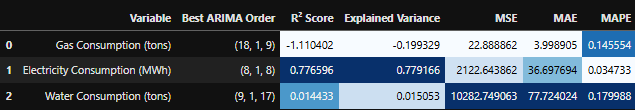 Variable Best ARIMA Order R² Score Explained Variance MSE MAE MAPE
0 Gas Consumption (tons) (18, 1, 9) -1.110402 -0.199329 22.888862 3.998905 0.145554
1 Electricity Consumption (MWh) (8, 1, 8) 0.776596 0.779166 2122.643862 36.697694 0.034733
2 Water Consumption (tons) (9, 1, 17) 0.014433 0.015053 10282.749063 77.724024 0.179988